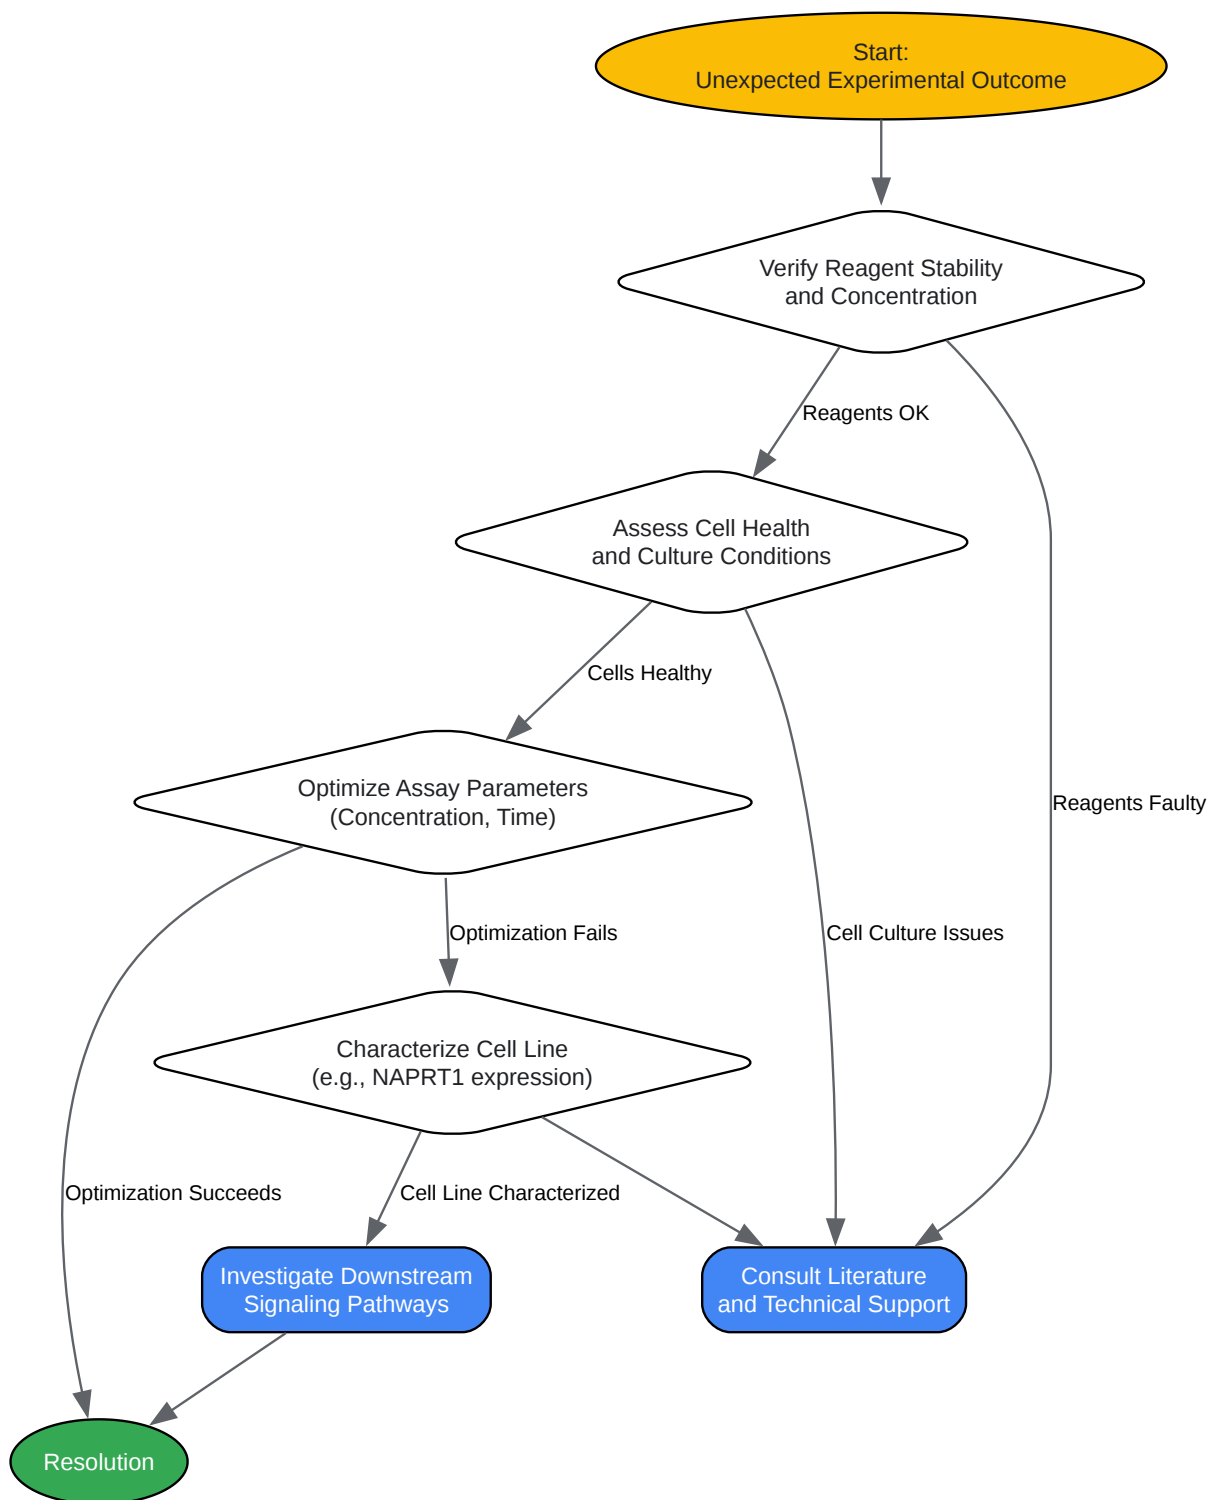 Start:
Unexpected Experimental Outcome
Verify Reagent Stability
and Concentration
Reagents OK
Assess Cell Health
and Culture Conditions
Cells Healthy
Optimize Assay Parameters
(Concentration, Time)
Reagents Faulty
Optimization Fails
Cell Culture Issues
Characterize Cell Line
(e.g., NAPRT1 expression)
Optimization Succeeds
Cell Line Characterized
Investigate Downstream
Signaling Pathways
Consult Literature
and Technical Support
Resolution